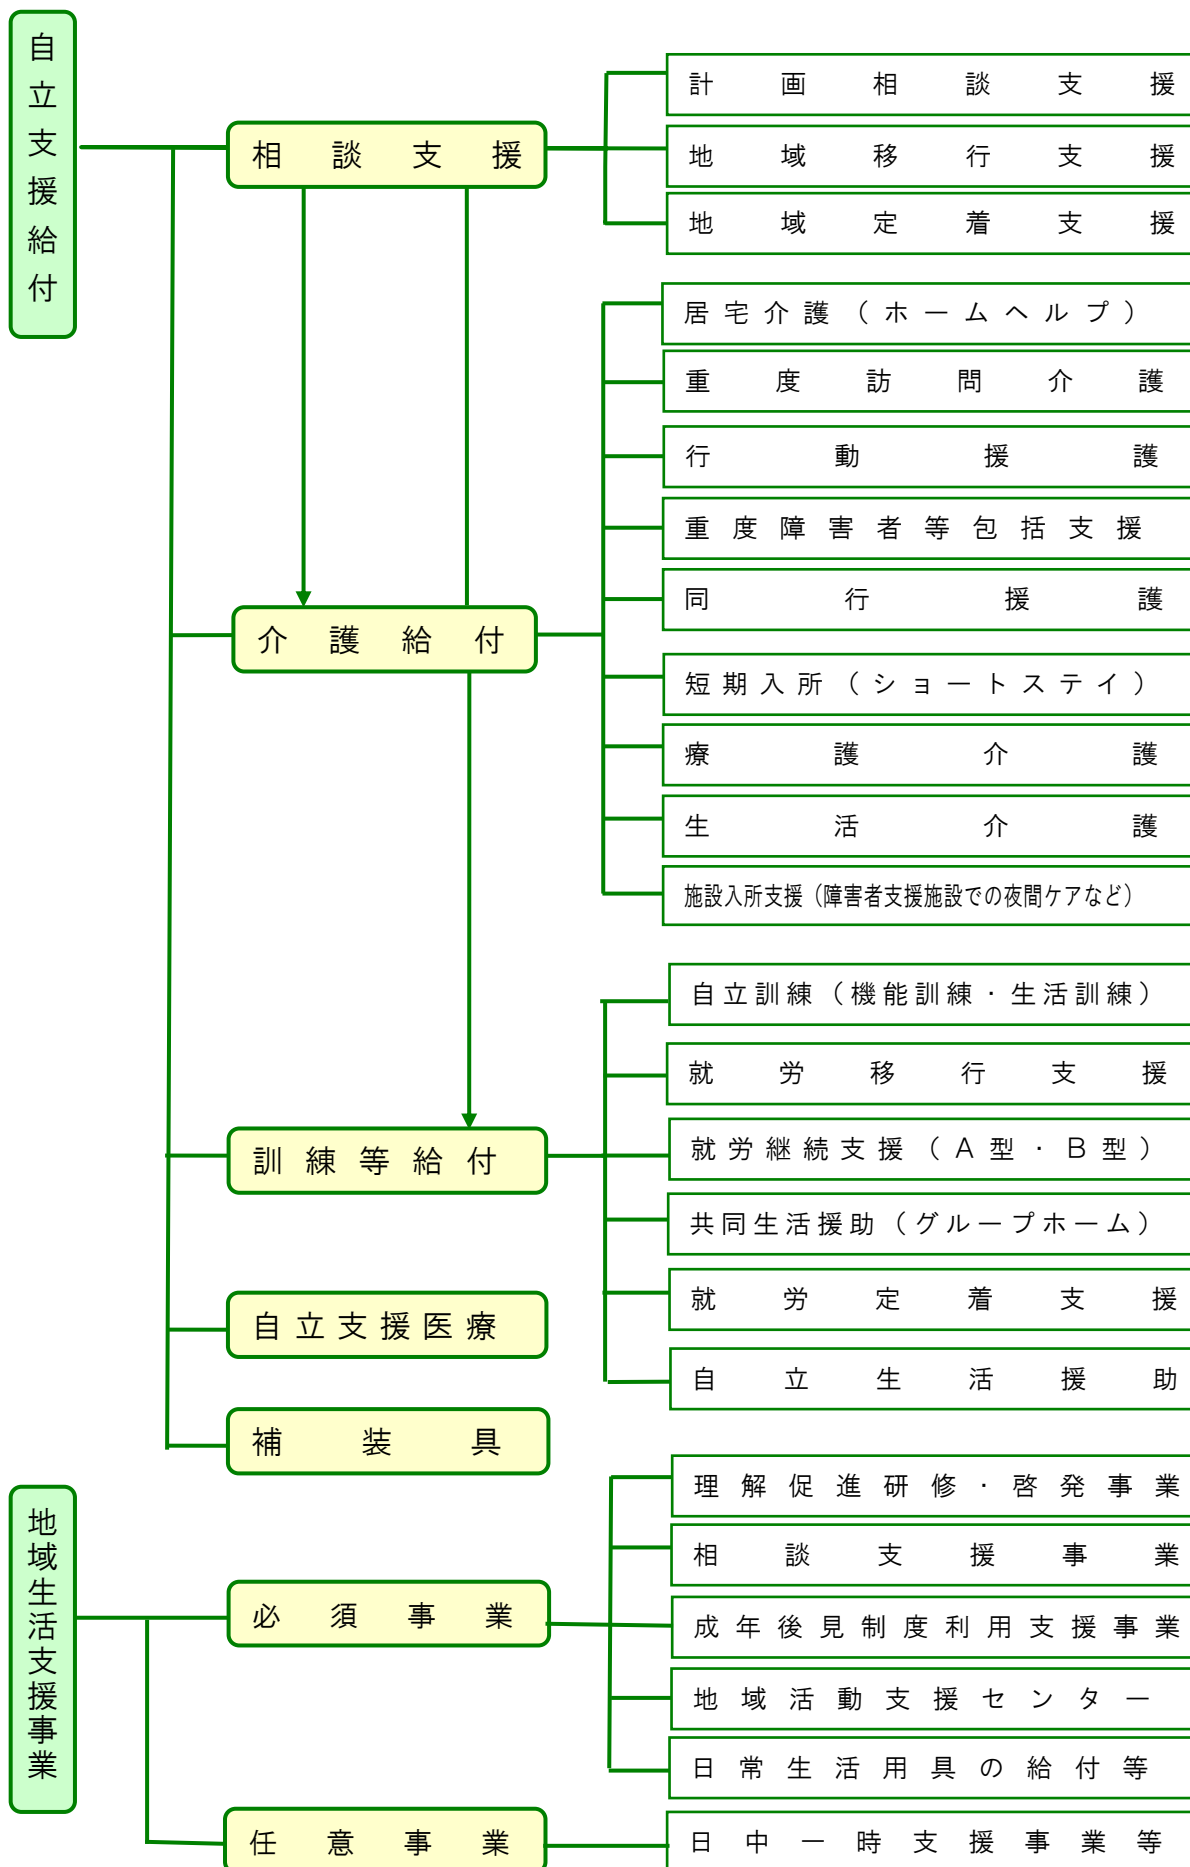 自立支援給付
相談支援
計画相談支援
地域移行支援
地域定着支援
介護給付
居宅介護（ホームヘルプ）
重度訪問介護
行動援護
重度障害者等包括支援
同行援護
短期入所（ショートステイ）
療護介護
生活介護
施設入所支援（障害者支援施設での夜間ケアなど）
訓練等給付
自立訓練（機能訓練・生活訓練）
就労移行支援
就労継続支援（Ａ型・Ｂ型）
共同生活援助（グループホーム）
就労定着支援
自立生活援助
自立支援医療
補装具
地域生活支援事業
必須事業
理解促進研修・啓発事業
相談支援事業
成年後見制度利用支援事業
地域活動支援センター
日常生活用具の給付等
任意事業
日中一時支援事業等